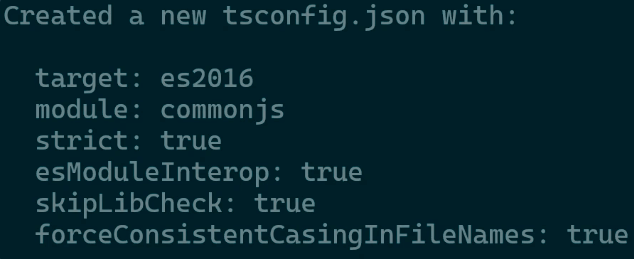 Created a new tsconfig.json with:
target: es2016
module: commonjs
strict: true
esModuleInterop: true
skipLibCheck: true
forceConsistentCasingInFileNames: true